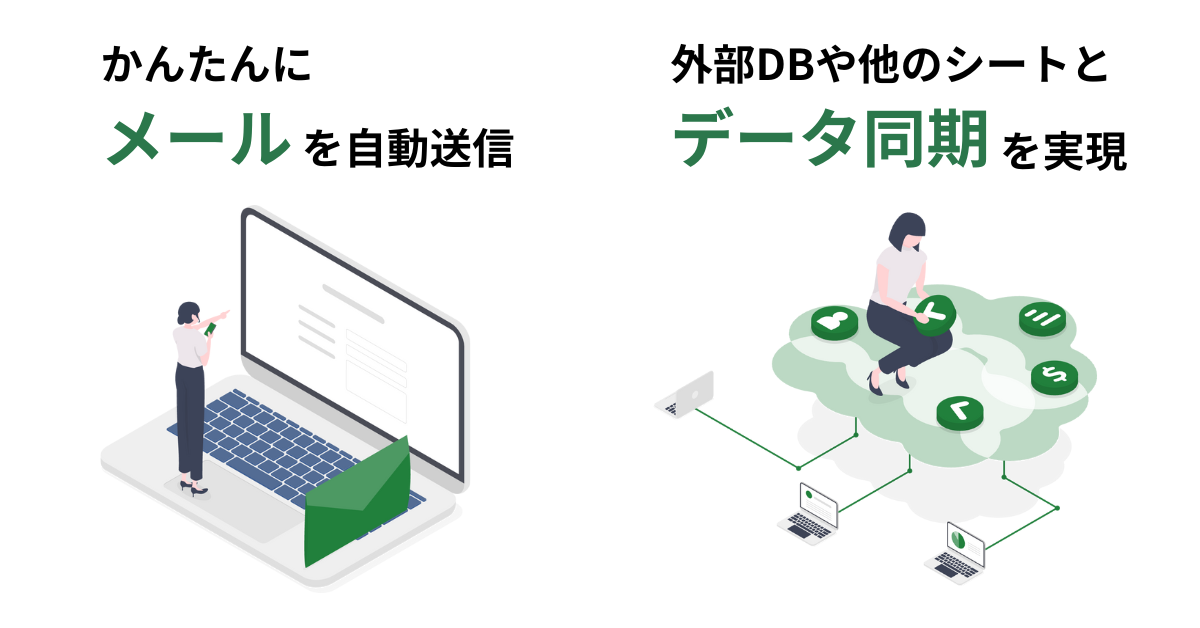 かんたんに
メールを自動送信
外部DBや他のシートと
データ同期を実現